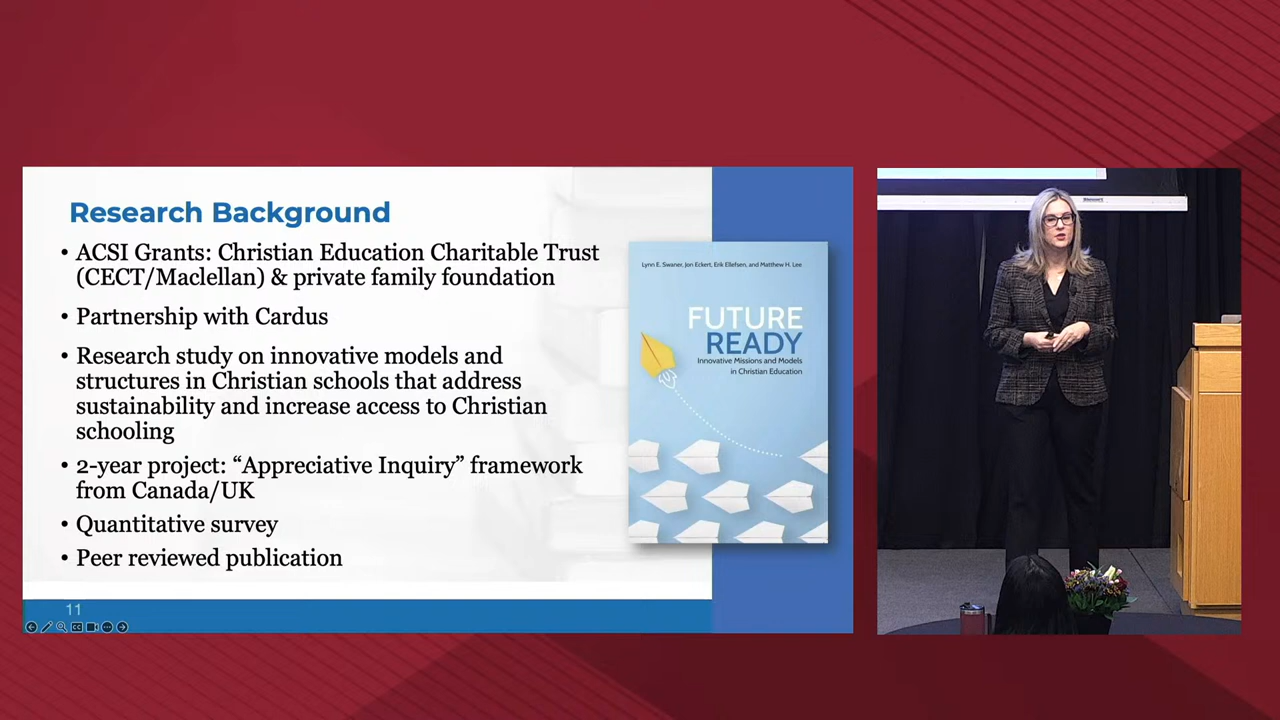 Research Background
• ACSI Grants: Christian Education Charitable Trust
(CECT/Maclellan) & private family foundation
• Partnership with Cardus
• Research study on innovative models and
structures in Christian schools that address
sustainability and increase access to Christian
schooling
• 2-year project: “Appreciative Inquiry” framework
from Canada/UK
• Quantitative survey
• Peer reviewed publication
11
CC
Lynn E. Swaner, Jon Eckert, Erik Ellefsen, and Matthew H. Lee
FUTURE
READY
Innovative Missions and Models
in Christian Education